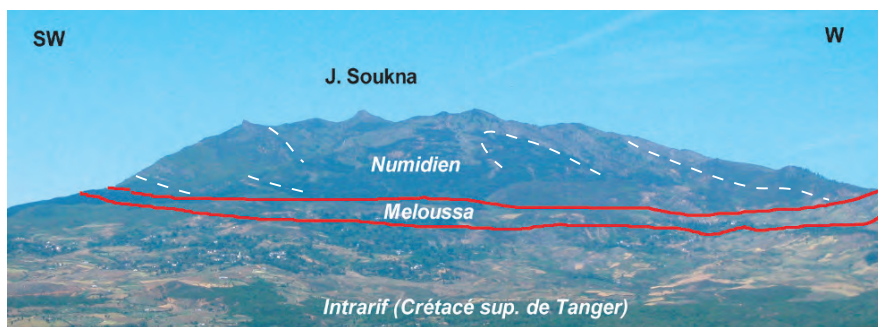 SW
W
J. Soukna
Numidien
Meloussa
Intrarif (Crétacé sup. de Tanger)